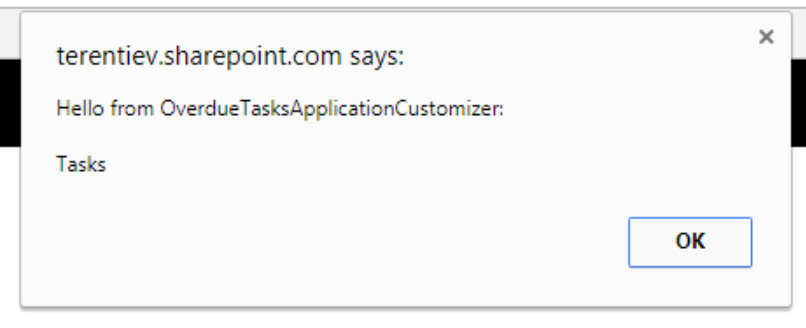 terentiev.sharepoint.com says:
Hello from OverdueTasksApplicationCustomizer:
Tasks
OK